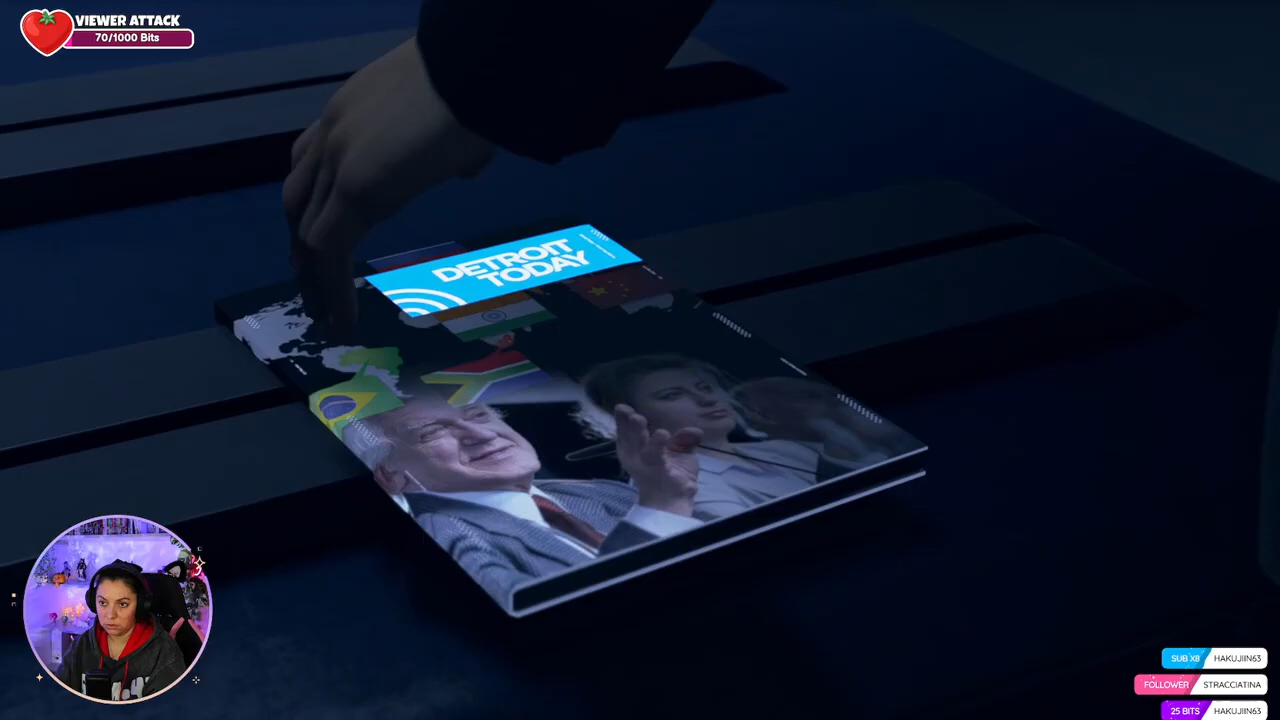 VIEWER ATTACK
70/1000 Bits
DETROIT
TODAY
SUB X8 HAKUJIIN63
FOLLOWER STRACCIATINA
25 BITS HAKUJIIN63